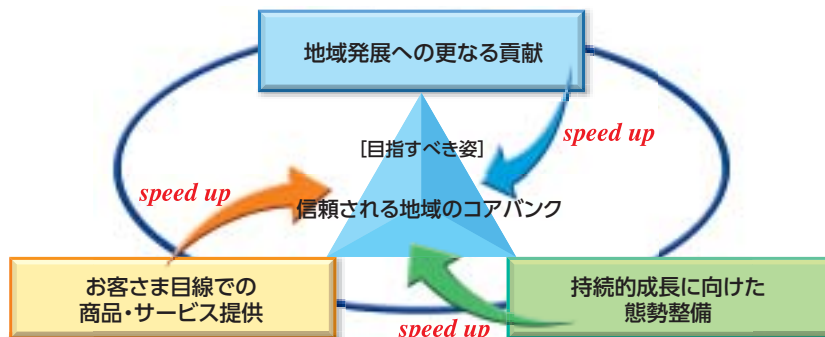 地域発展への更なる貢献
speed up
[目指すべき姿]
speed up
信頼される地域のコアバンク
お客さま目線での
商品・サービス提供
持続的成長に向けた
態勢整備
speed up